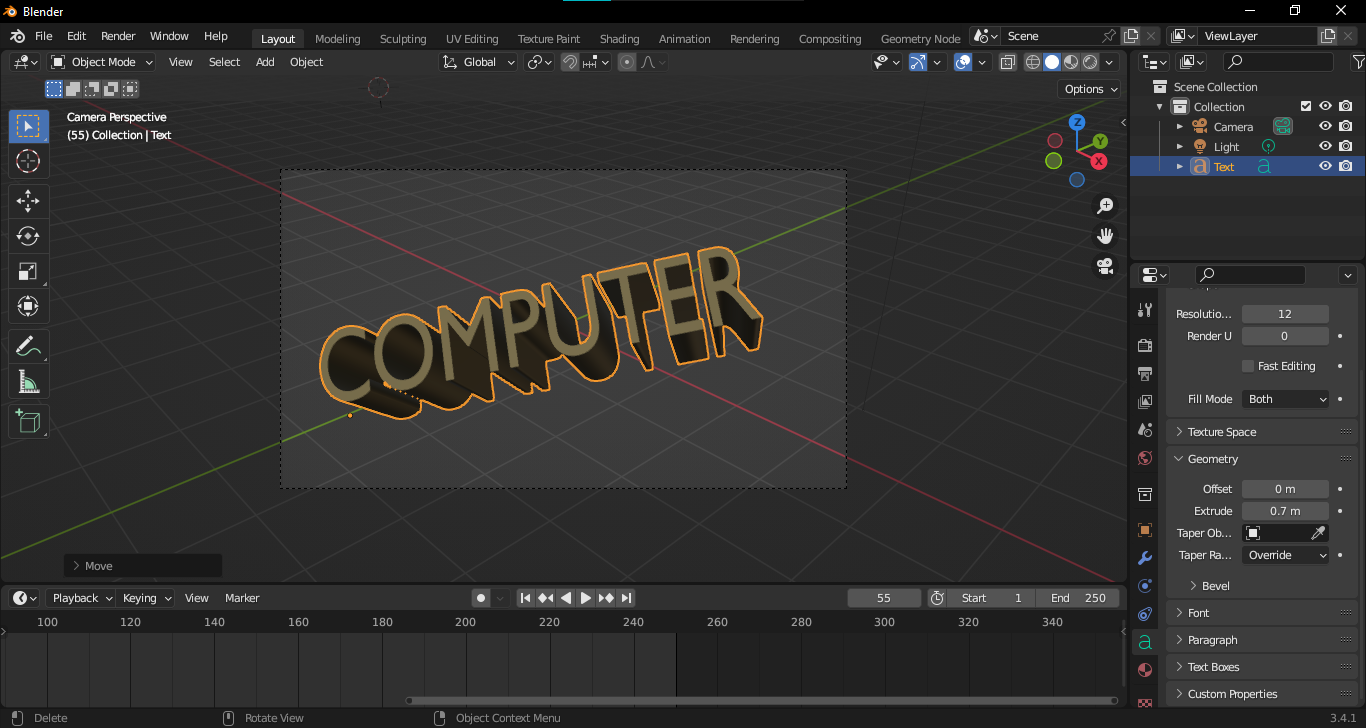 Blender
File Edit Render Window Help Layout Modeling Sculpting UV Editing Texture Paint Shading Animation Rendering Compositing Geometry Node Scene ViewLayer
Object Mode View Select Add Object Global
Options
Camera Perspective
(55) Collection | Text
Z
Y
X
COMPUTER
Move
Scene Collection
Collection
Camera
Light
a Text a
Resolutio... 12
Render U 0
Fast Editing
Fill Mode Both
Texture Space
Geometry
Offset 0 m
Extrude 0.7 m
Taper Ob...
Taper Ra... Override
Bevel
Font
Paragraph
Text Boxes
Custom Properties
Playback Keying View Marker 55 Start 1 End 250
100 120 140 160 180 200 220 240 260 280 300 320 340
Delete Rotate View Object Context Menu 3.4.1